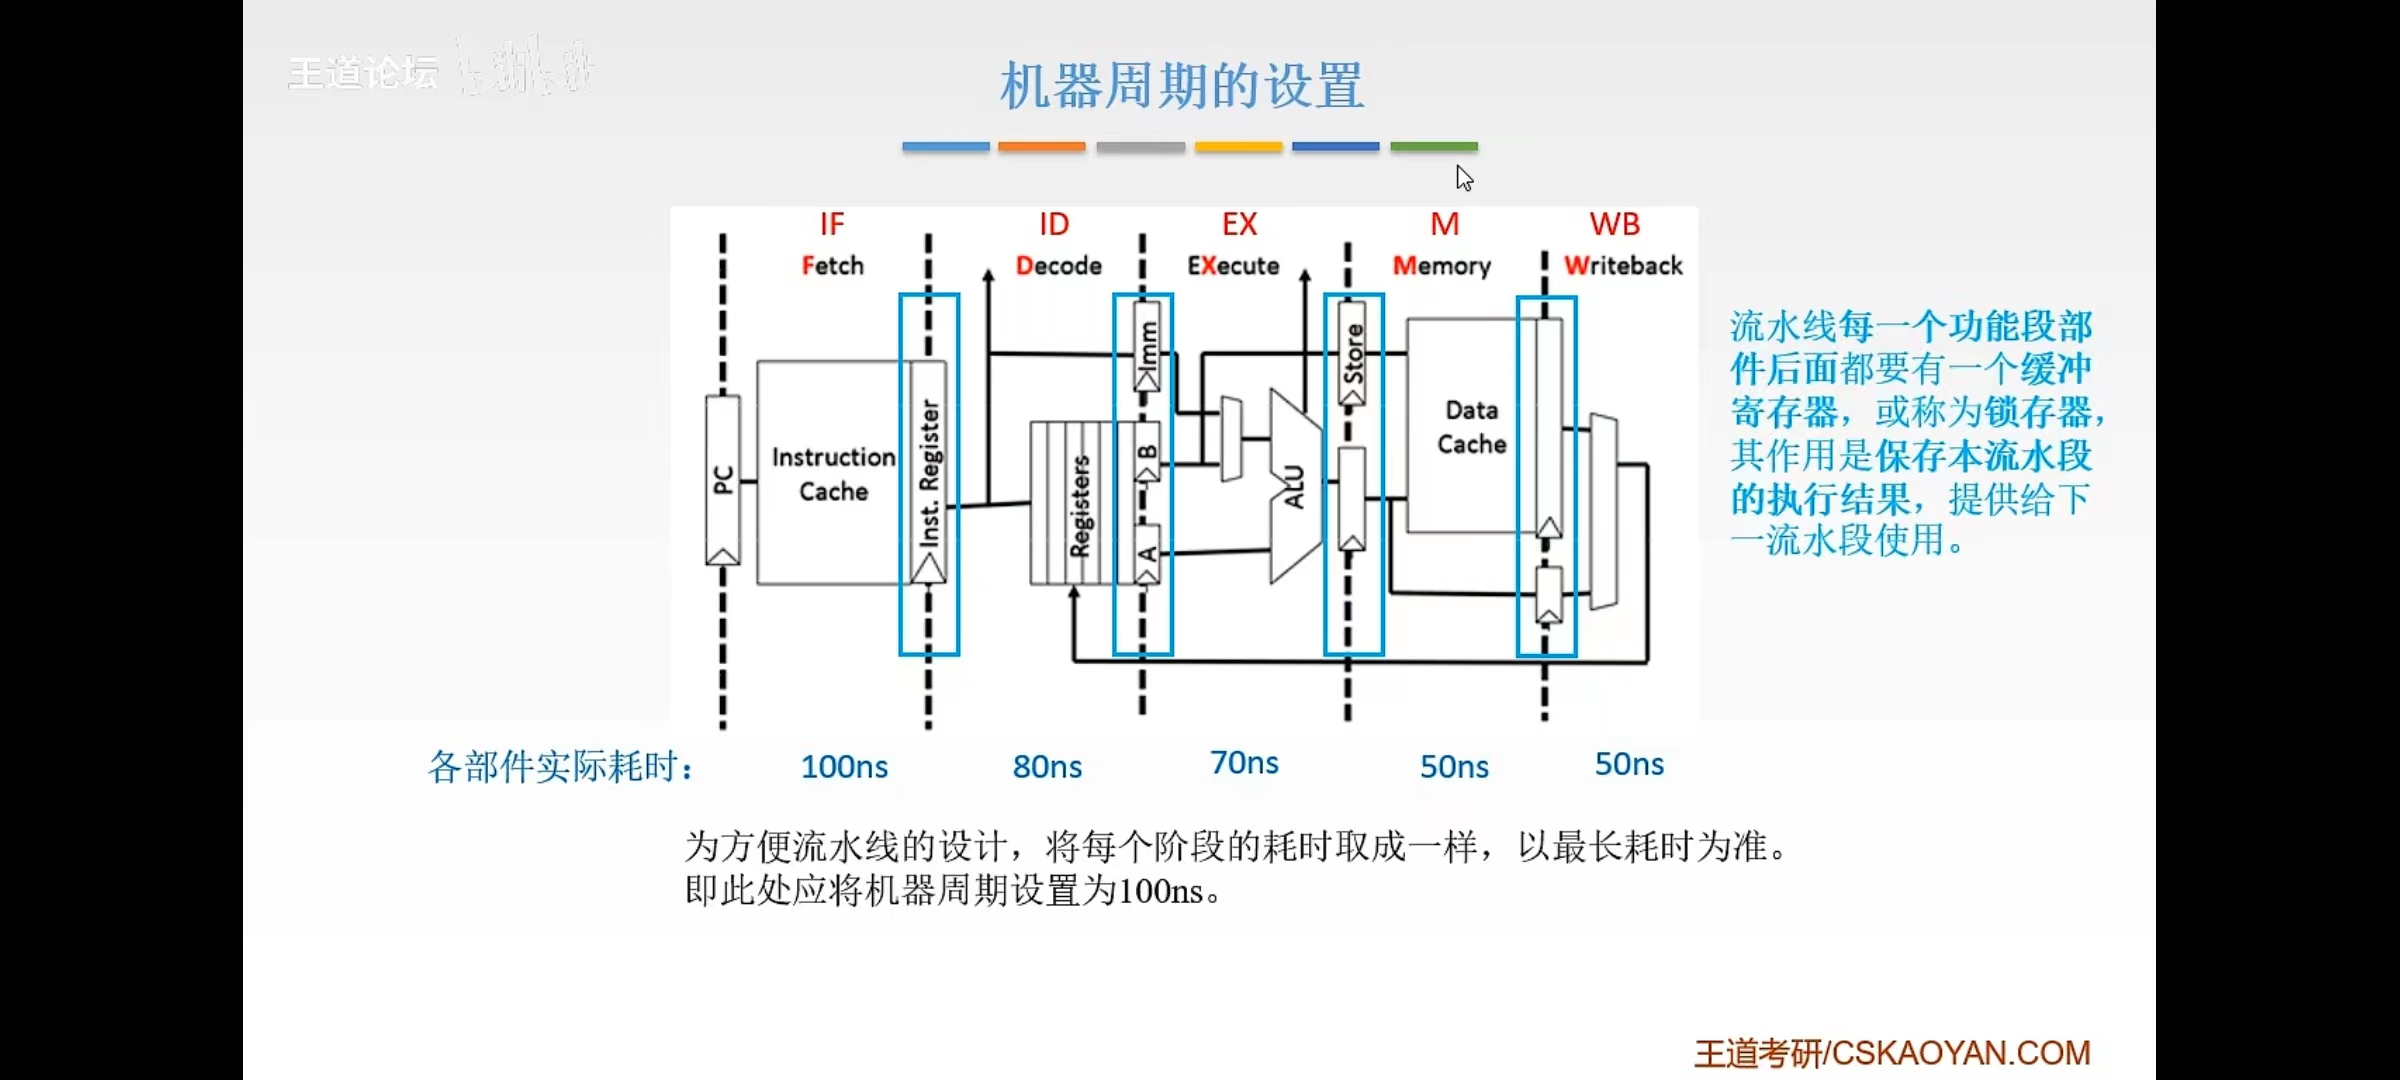 王道论坛
bilibili
机器周期的设置
IF
ID
EX
M
WB
Fetch
Decode
EXecute
Memory
Writeback
PC
Instruction
Cache
Inst. Register
Registers
Imm
B
A
ALU
Store
Data
Cache
流水线每一个功能段部
件后面都要有一个缓冲
寄存器，或称为锁存器，
其作用是保存本流水段
的执行结果，提供给下
一流水段使用。
各部件实际耗时：
100ns
80ns
70ns
50ns
50ns
为方便流水线的设计，将每个阶段的耗时取成一样，以最长耗时为准。
即此处应将机器周期设置为100ns。
王道考研/CSKAOYAN.COM